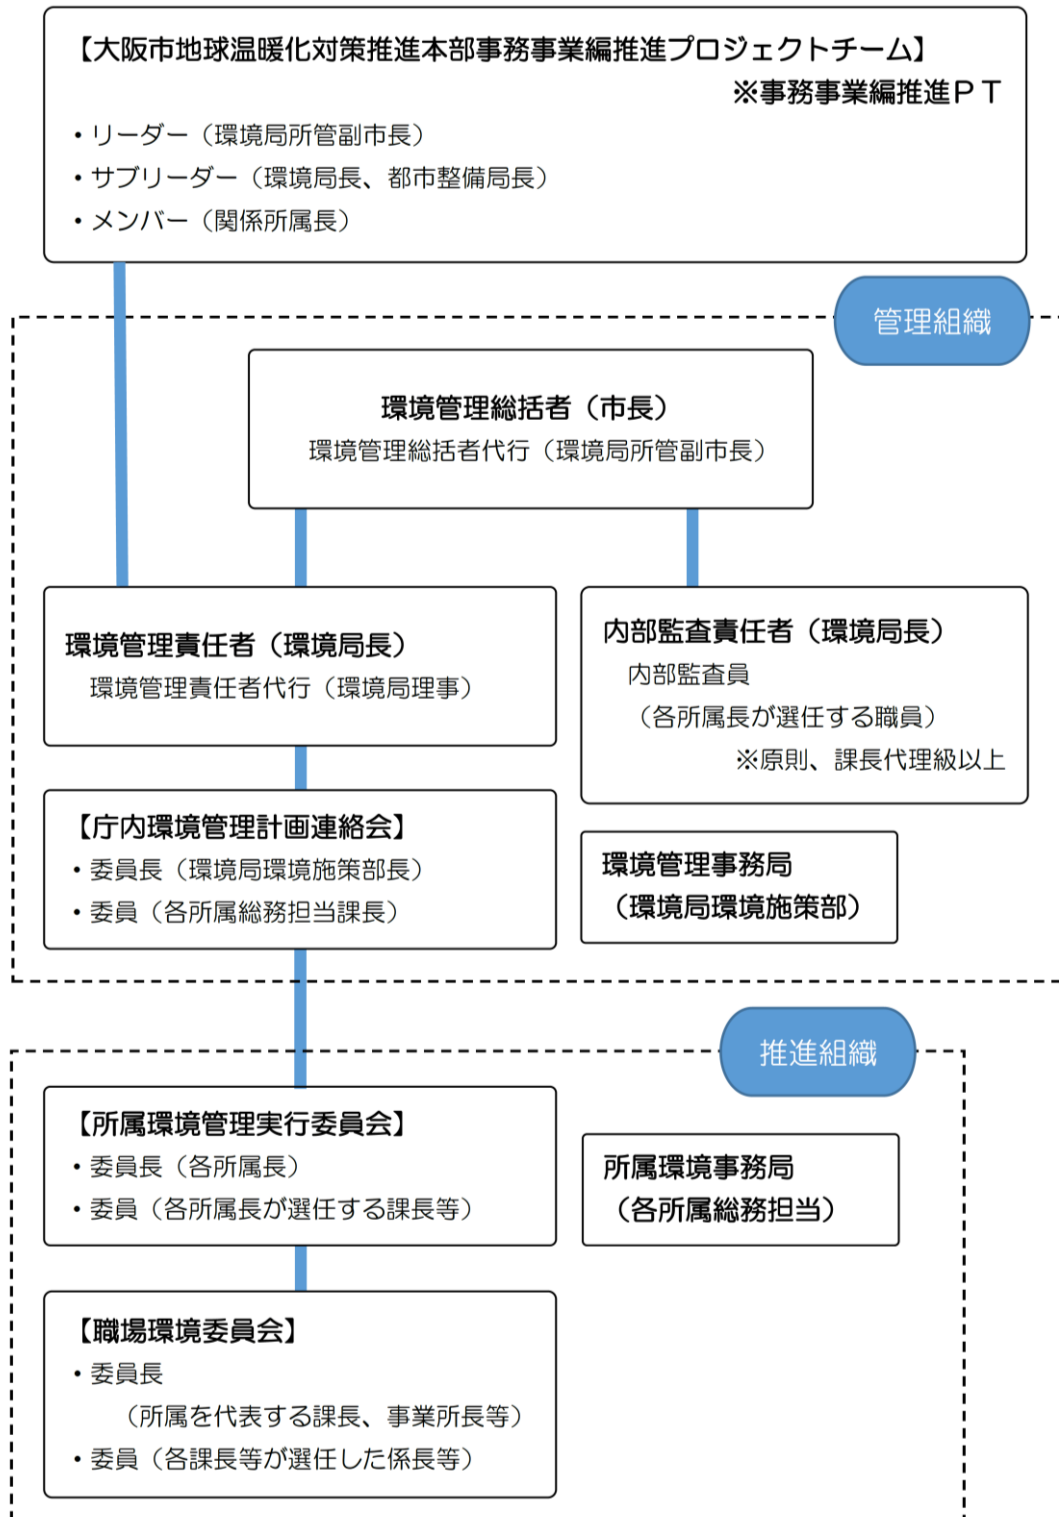 【大阪市地球温暖化対策推進本部事務事業編推進プロジェクトチーム】
※事務事業編推進ＰＴ
・リーダー（環境局所管副市長）
・サブリーダー（環境局長、都市整備局長）
・メンバー（関係所属長）
管理組織
環境管理総括者（市長）
環境管理総括者代行（環境局所管副市長）
環境管理責任者（環境局長）
環境管理責任者代行（環境局理事）
内部監査責任者（環境局長）
内部監査員
（各所属長が選任する職員）
※原則、課長代理級以上
【庁内環境管理計画連絡会】
・委員長（環境局環境施策部長）
・委員（各所属総務担当課長）
環境管理事務局
（環境局環境施策部）
推進組織
【所属環境管理実行委員会】
・委員長（各所属長）
・委員（各所属長が選任する課長等）
所属環境事務局
（各所属総務担当）
【職場環境委員会】
・委員長
（所属を代表する課長、事業所長等）
・委員（各課長等が選任した係長等）